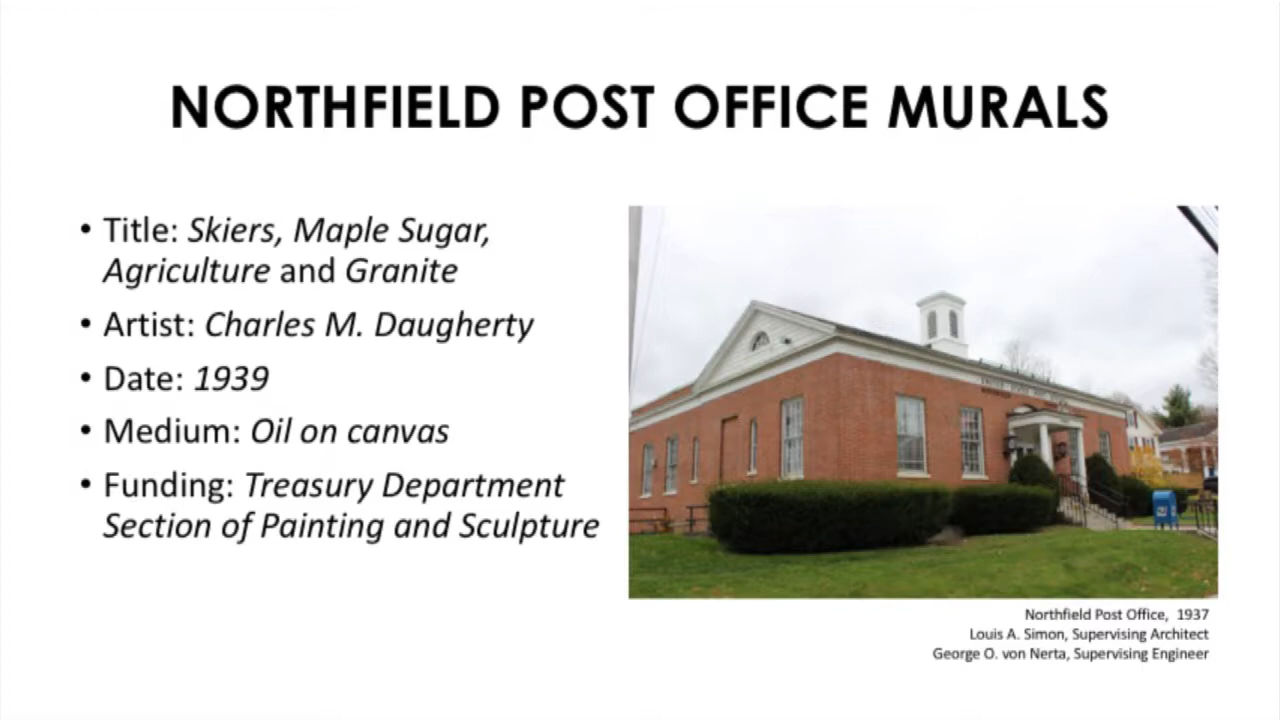 NORTHFIELD POST OFFICE MURALS
• Title: Skiers, Maple Sugar,
Agriculture and Granite
• Artist: Charles M. Daugherty
• Date: 1939
• Medium: Oil on canvas
• Funding: Treasury Department
Section of Painting and Sculpture
Northfield Post Office, 1937
Louis A. Simon, Supervising Architect
George O. von Nerta, Supervising Engineer